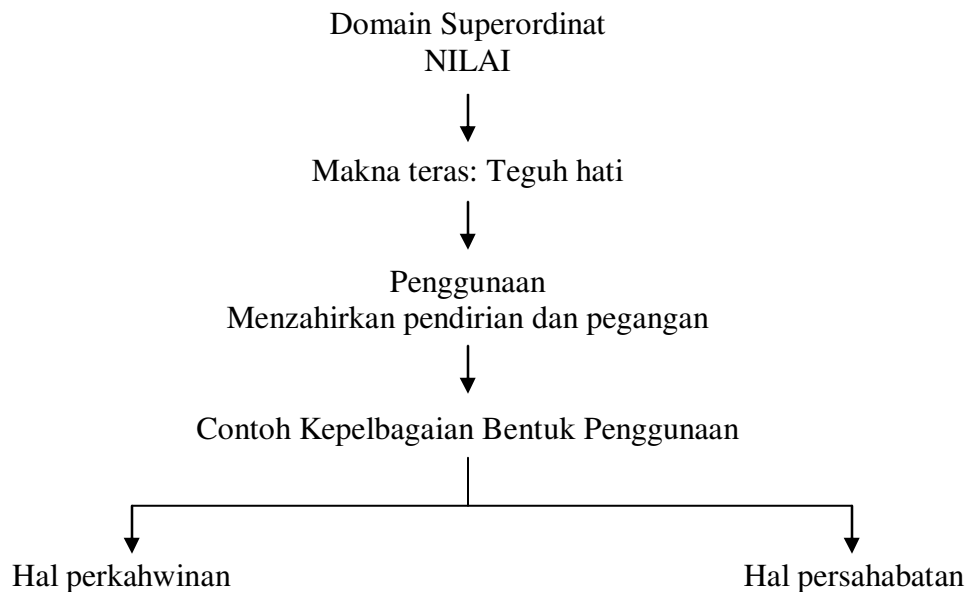 Domain Superordinat
NILAI
Makna teras: Teguh hati
Penggunaan
Menzahirkan pendirian dan pegangan
Contoh Kepelbagaian Bentuk Penggunaan
Hal perkahwinan
Hal persahabatan